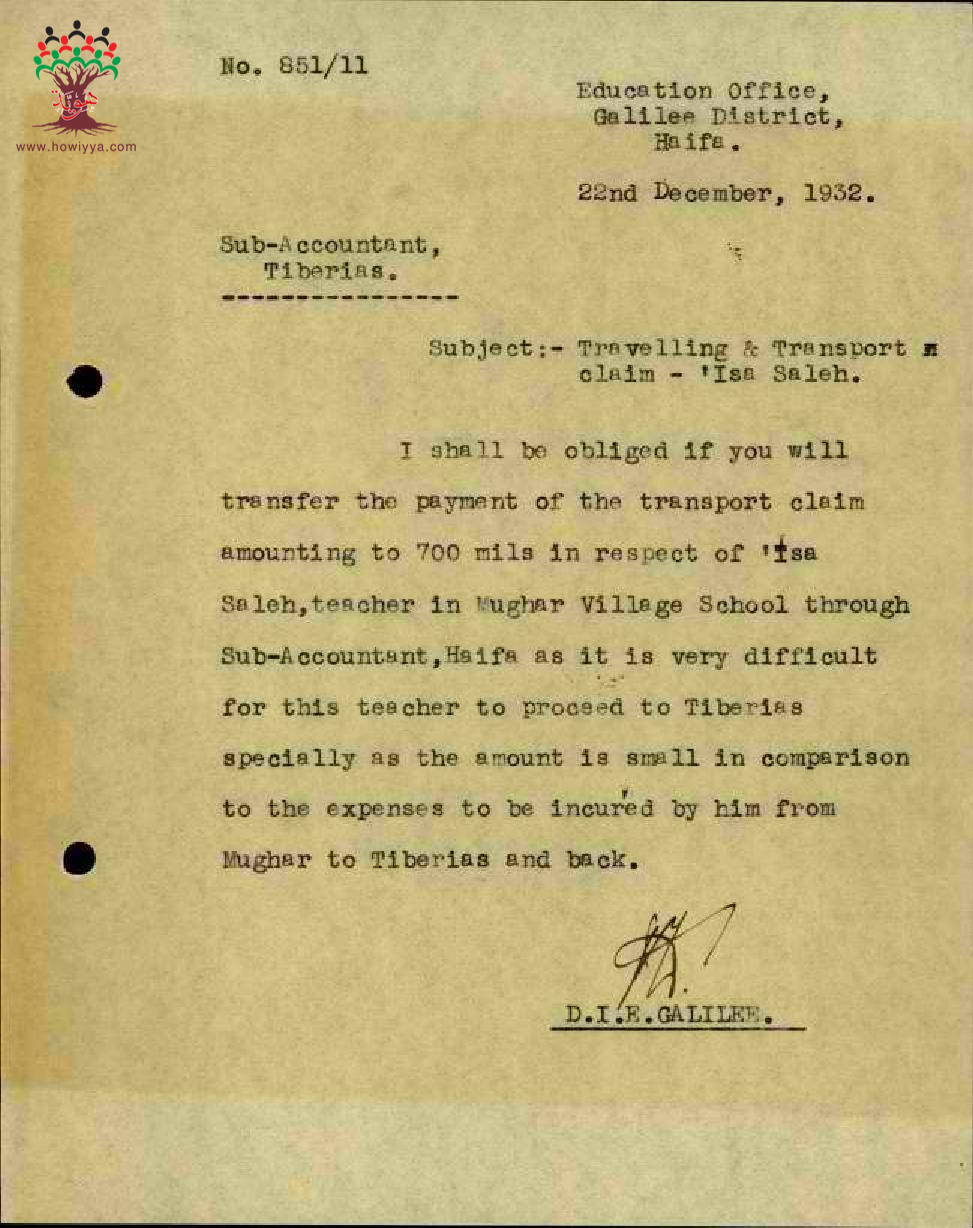 هوية
www.howiyya.com
No. 851/11
Education Office,
Galilee District,
Haifa.
22nd December, 1932.
Sub-Accountant,
Tiberias.
----------------
Subject:- Travelling & Transport
claim - 'Isa Saleh.
I shall be obliged if you will
transfer the payment of the transport claim
amounting to 700 mils in respect of 'Isa
Saleh,teacher in Mughar Village School through
Sub-Accountant,Haifa as it is very difficult
for this teacher to proceed to Tiberias
specially as the amount is small in comparison
to the expenses to be incur'ed by him from
Mughar to Tiberias and back.
D.I.E.GALILEE.